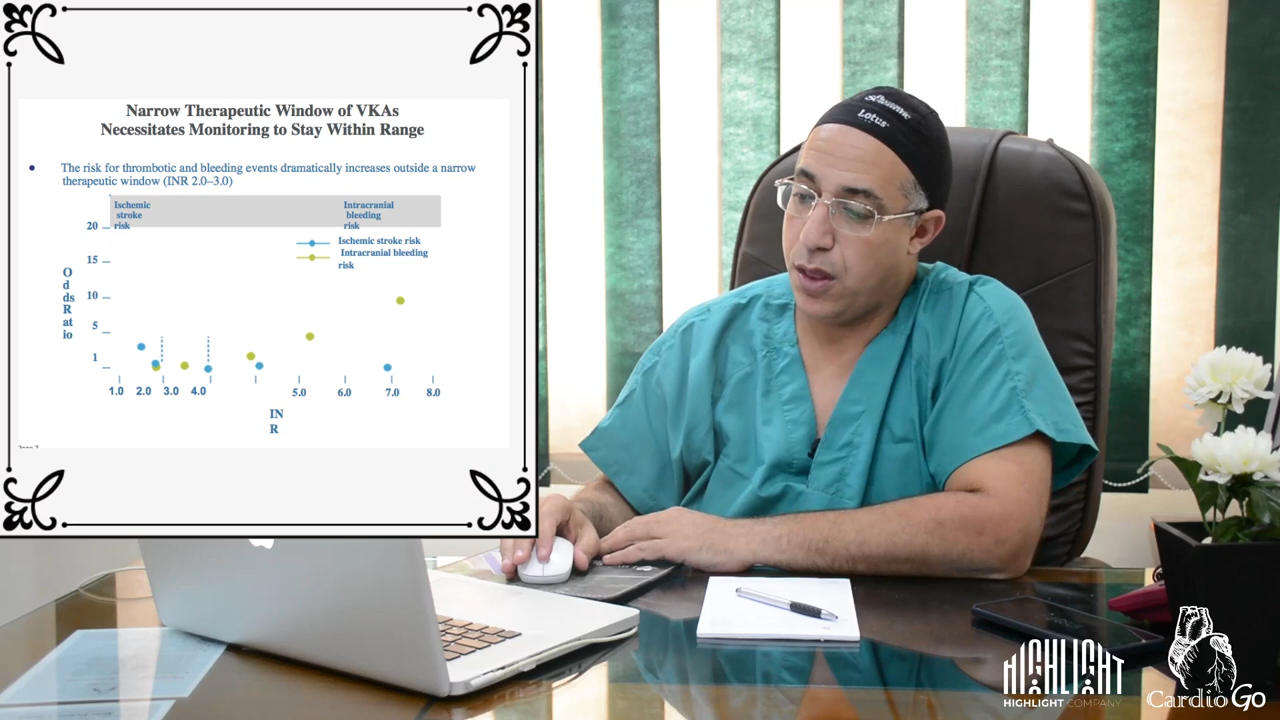 Narrow Therapeutic Window of VKAs
Necessitates Monitoring to Stay Within Range
The risk for thrombotic and bleeding events dramatically increases outside a narrow
therapeutic window (INR 2.0–3.0)
Ischemic
stroke
risk
Intracranial
bleeding
risk
Ischemic stroke risk
Intracranial bleeding
risk
20
15
10
5
1
O
d
ds
R
at
io
1.0 2.0 3.0 4.0 5.0 6.0 7.0 8.0
IN
R
Lotus
HIGHLIGHT
HIGHLIGHT COMPANY
Cardio Go